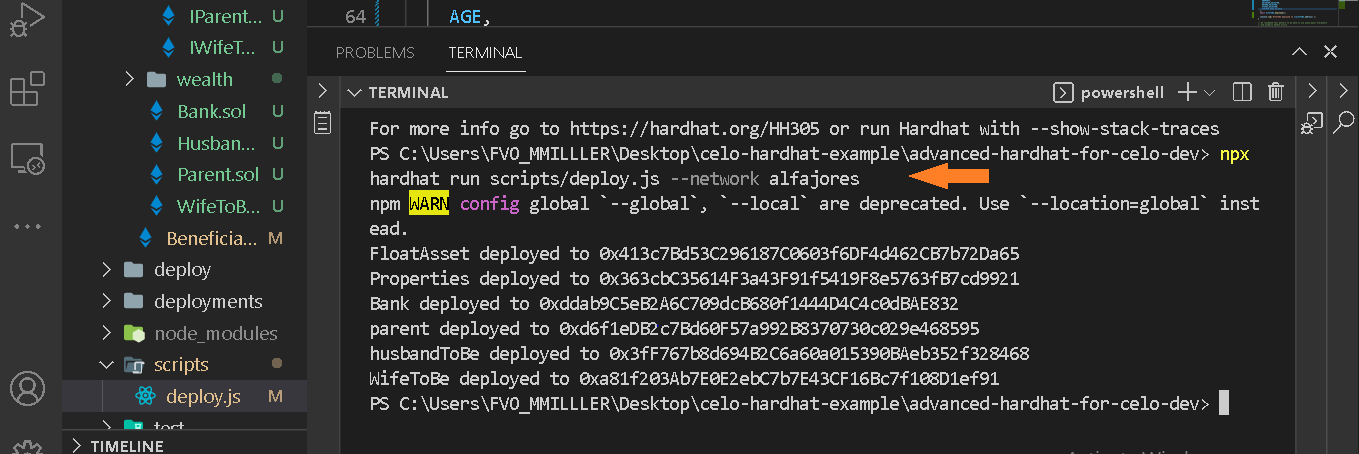 IParent...
U
64
AGE,
IWifeT...
U
wealth
Bank.sol
U
Husban...
U
Parent.sol
U
WifeToB...
U
Beneficia...
M
deploy
deployments
node_modules
scripts
deploy.js
M
test
TIMELINE
PROBLEMS
TERMINAL
TERMINAL
powershell
For more info go to https://hardhat.org/HH305 or run Hardhat with --show-stack-traces
PS C:\Users\FVO_MMILLLER\Desktop\celo-hardhat-example\advanced-hardhat-for-celo-dev> npx
hardhat run scripts/deploy.js --network alfajores
npm WARN config global `--global`, `--local` are deprecated. Use `--location=global` inst
ead.
FloatAsset deployed to 0x413c7Bd53C296187C0603f6DF4d462CB7b72Da65
Properties deployed to 0x363cbC35614F3a43F91f5419F8e5763fB7cd9921
Bank deployed to 0xddab9C5eB2A6C709dcB680f1444D4C4c0dBAE832
parent deployed to 0xd6f1eDB2c7Bd60F57a992B8370730c029e468595
husbandToBe deployed to 0x3fF767b8d694B2C6a60a015390BAeb352f328468
WifeToBe deployed to 0xa81f203Ab7E0E2ebC7b7E43CF16Bc7f108D1ef91
PS C:\Users\FVO_MMILLLER\Desktop\celo-hardhat-example\advanced-hardhat-for-celo-dev>